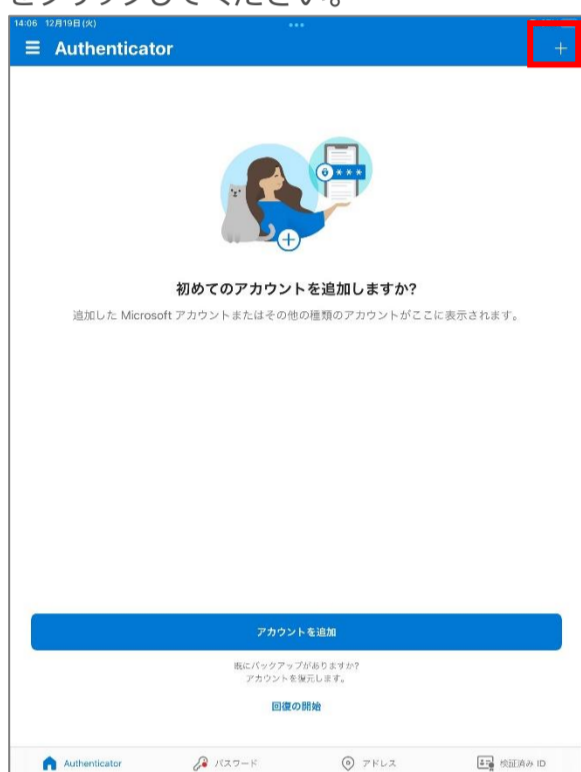 をクリックしてください。
14:06 12月19日(火)
Authenticator
初めてのアカウントを追加しますか?
追加した Microsoft アカウントまたはその他の種類のアカウントがここに表示されます。
アカウントを追加
既にバックアップがありますか?
アカウントを復元します。
回復の開始
Authenticator パスワード アドレス 検証済み ID